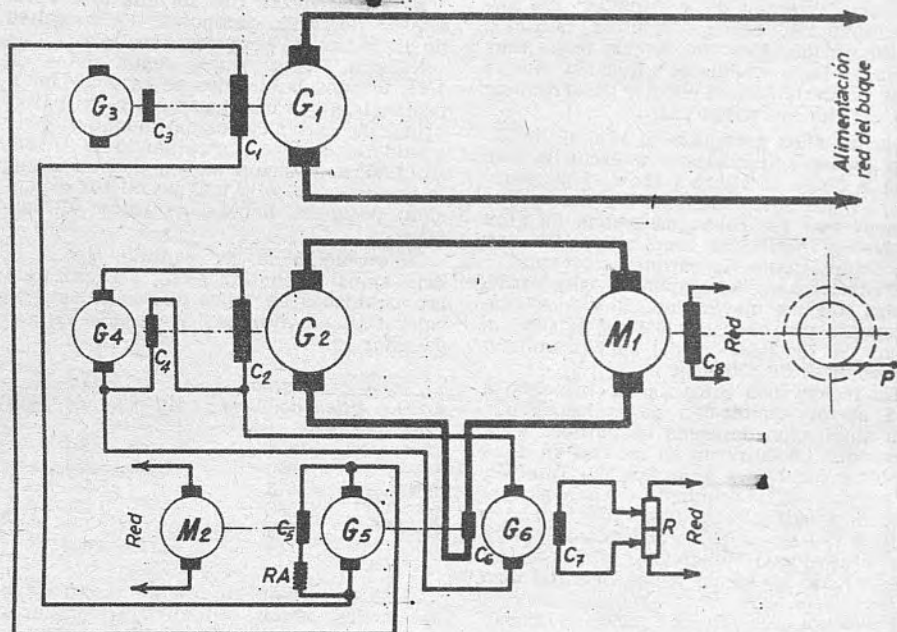 G3
C3
C1
G1
Alimentación
red del buque
G4
C4
C2
G2
M1
C8
Red
P
Red
M2
C5
RA
G5
C6
G6
C7
R
Red